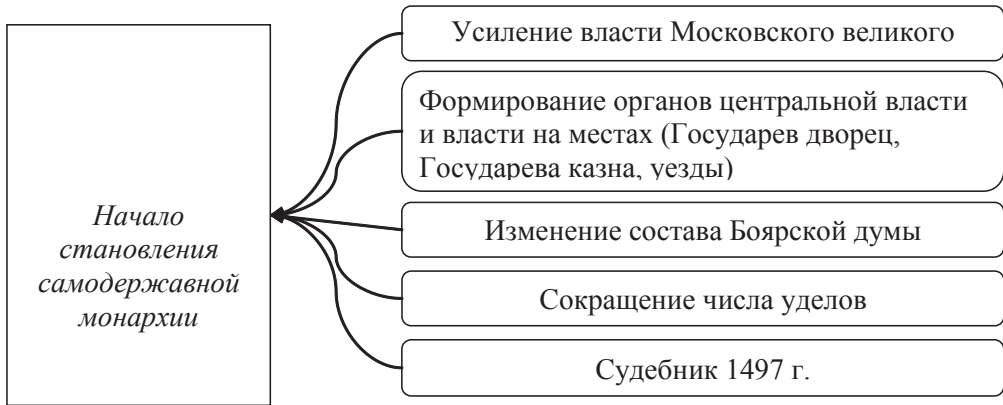 Усиление власти Московского великого
Формирование органов центральной власти
и власти на местах (Государев дворец,
Государева казна, уезды)
Начало
становления
самодержавной
монархии
Изменение состава Боярской думы
Сокращение числа уделов
Судебник 1497 г.